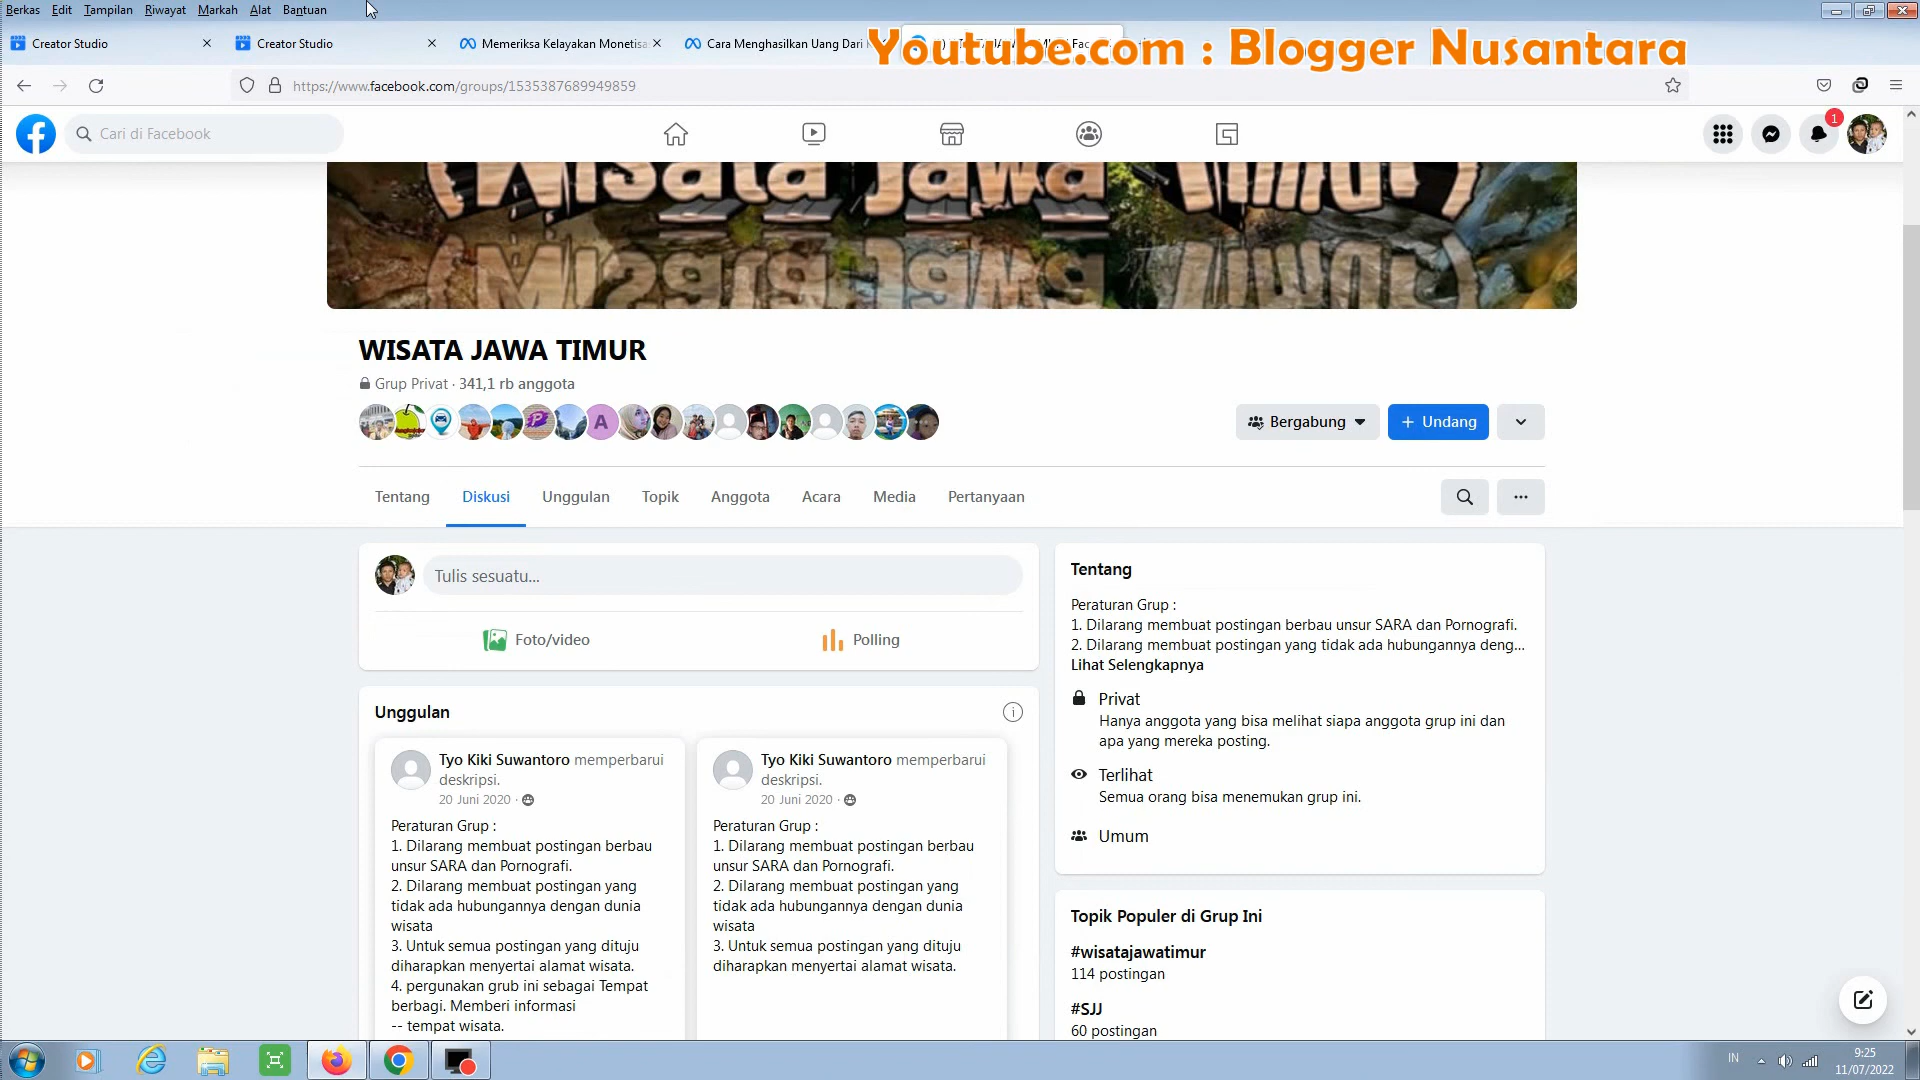 Berkas Edit Tampilan Riwayat Markah Alat Bantuan
Creator Studio
Creator Studio
Memeriksa Kelayakan Monetisa
Cara Menghasilkan Uang Dari
Youtube.com : Blogger Nusantara
https://www.facebook.com/groups/1535387689949859
Cari di Facebook
1
(Wisata Jawa Timur)
WISATA JAWA TIMUR
Grup Privat · 341,1 rb anggota
P
A
Bergabung
+ Undang
Tentang Diskusi Unggulan Topik Anggota Acara Media Pertanyaan
Tulis sesuatu...
Foto/video
Polling
Unggulan
Tyo Kiki Suwantoro memperbarui
deskripsi.
20 Juni 2020 ·
Peraturan Grup :
1. Dilarang membuat postingan berbau
unsur SARA dan Pornografi.
2. Dilarang membuat postingan yang
tidak ada hubungannya dengan dunia
wisata
3. Untuk semua postingan yang dituju
diharapkan menyertai alamat wisata.
4. pergunakan grub ini sebagai Tempat
berbagi. Memberi informasi
-- tempat wisata.
Tyo Kiki Suwantoro memperbarui
deskripsi.
20 Juni 2020 ·
Peraturan Grup :
1. Dilarang membuat postingan berbau
unsur SARA dan Pornografi.
2. Dilarang membuat postingan yang
tidak ada hubungannya dengan dunia
wisata
3. Untuk semua postingan yang dituju
diharapkan menyertai alamat wisata.
Tentang
Peraturan Grup :
1. Dilarang membuat postingan berbau unsur SARA dan Pornografi.
2. Dilarang membuat postingan yang tidak ada hubungannya deng...
Lihat Selengkapnya
Privat
Hanya anggota yang bisa melihat siapa anggota grup ini dan
apa yang mereka posting.
Terlihat
Semua orang bisa menemukan grup ini.
Umum
Topik Populer di Grup Ini
#wisatajawatimur
114 postingan
#SJJ
60 postingan
IN
9:25
11/07/2022